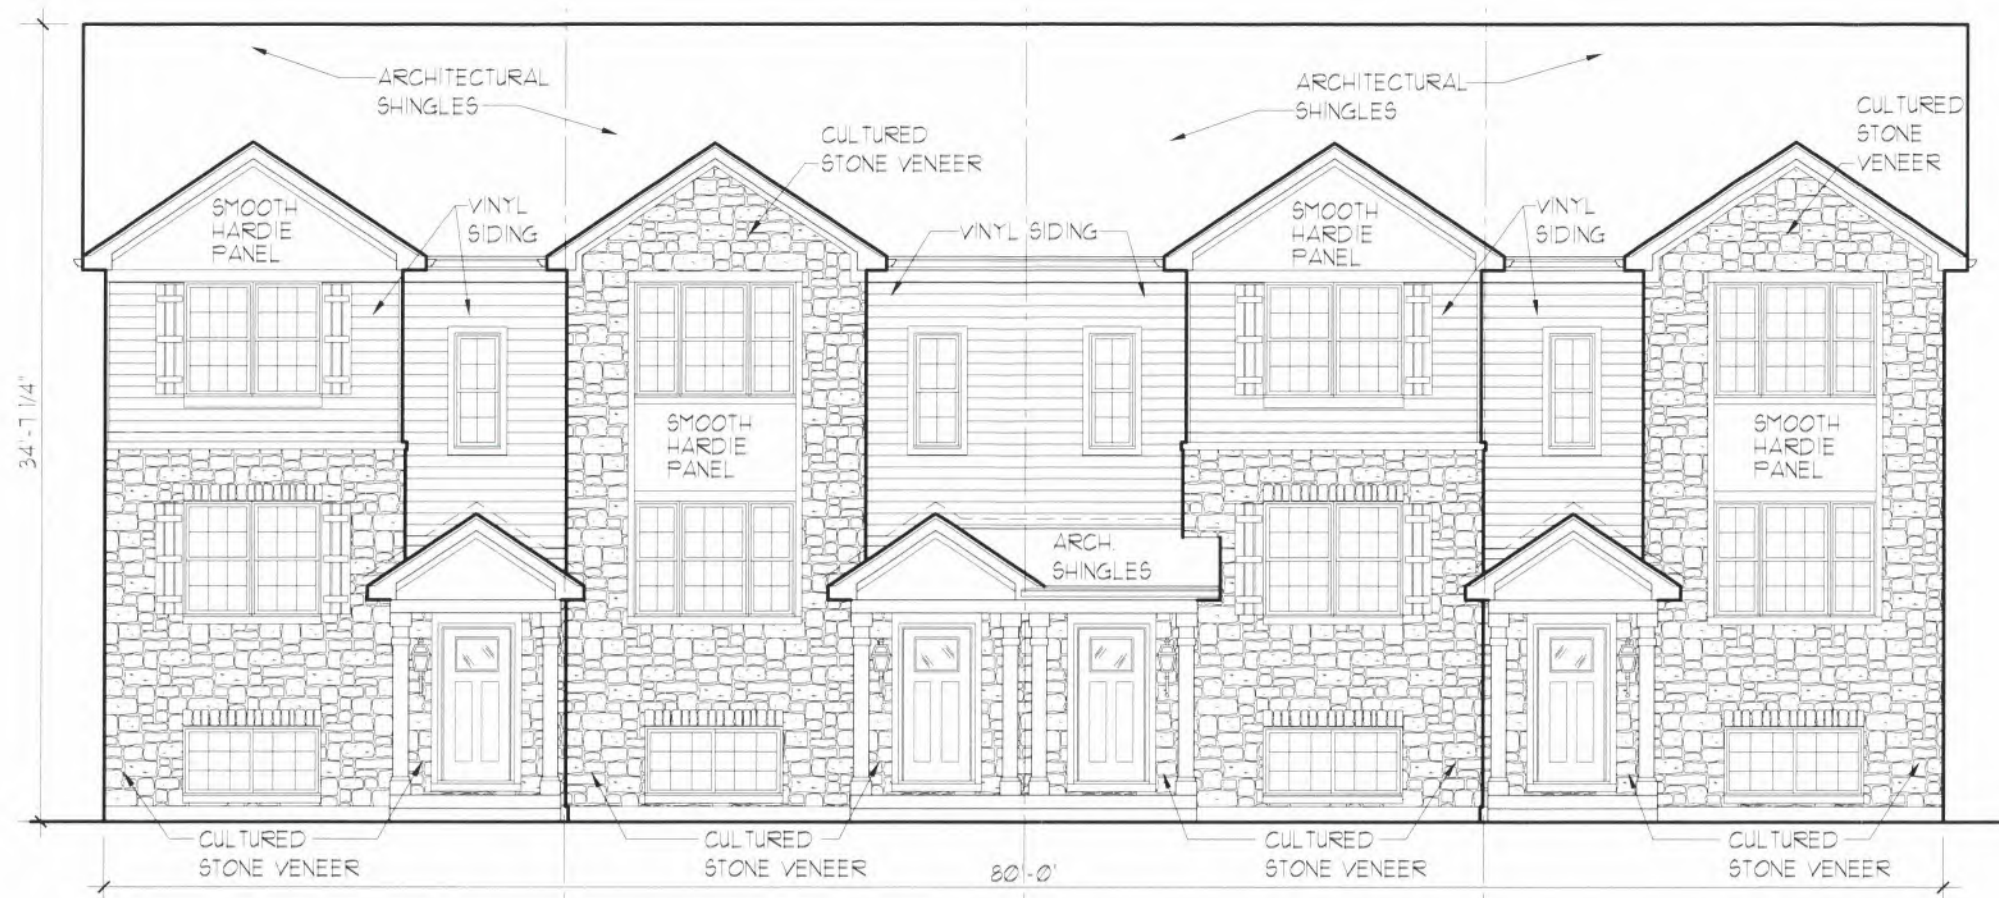 ARCHITECTURAL
SHINGLES
ARCHITECTURAL
SHINGLES
CULTURED
STONE VENEER
CULTURED
STONE
VENEER
SMOOTH
HARDIE
PANEL
VINYL
SIDING
VINYL SIDING
SMOOTH
HARDIE
PANEL
VINYL
SIDING
34'-7 1/4"
SMOOTH
HARDIE
PANEL
SMOOTH
HARDIE
PANEL
ARCH.
SHINGLES
CULTURED
STONE VENEER
CULTURED
STONE VENEER
CULTURED
STONE VENEER
CULTURED
STONE VENEER
80'-0"